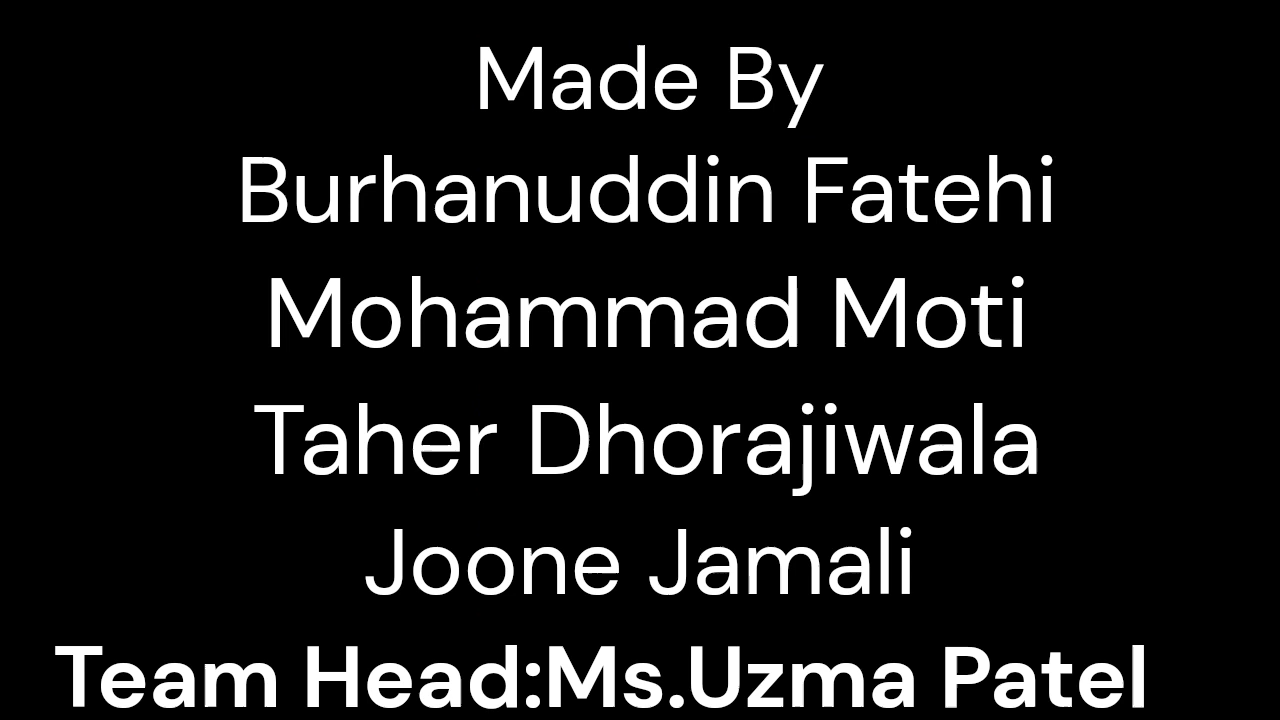 Made By
Burhanuddin Fatehi
Mohammad Moti
Taher Dhorajiwala
Joone Jamali
Team Head:Ms.Uzma Patel